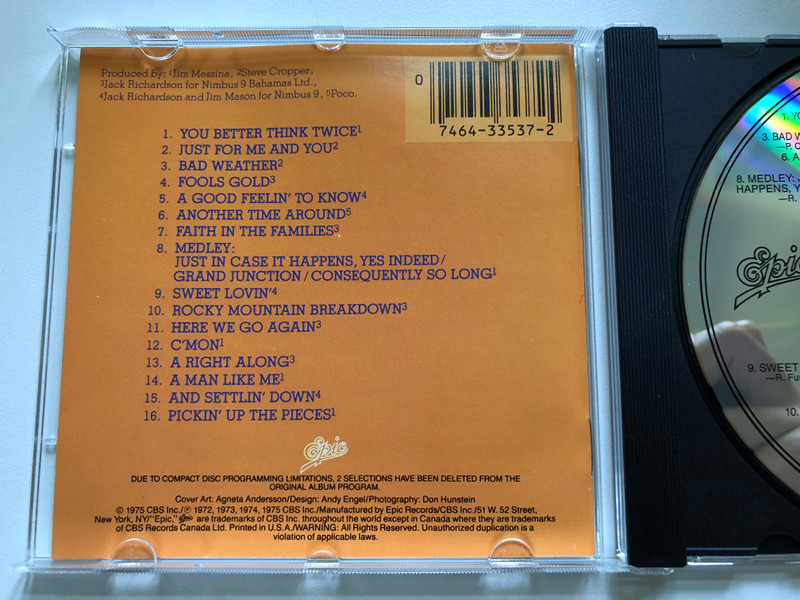 Produced by: ¹Jim Messina, ²Steve Cropper,
³Jack Richardson for Nimbus 9 Bahamas Ltd.,
⁴Jack Richardson and Jim Mason for Nimbus 9, ⁵Poco.
0
7464-33537-2
1. YOU BETTER THINK TWICE¹
2. JUST FOR ME AND YOU²
3. BAD WEATHER²
4. FOOLS GOLD³
5. A GOOD FEELIN' TO KNOW⁴
6. ANOTHER TIME AROUND⁵
7. FAITH IN THE FAMILIES³
8. MEDLEY:
JUST IN CASE IT HAPPENS, YES INDEED/
GRAND JUNCTION/CONSEQUENTLY SO LONG¹
9. SWEET LOVIN'⁴
10. ROCKY MOUNTAIN BREAKDOWN³
11. HERE WE GO AGAIN³
12. C'MON¹
13. A RIGHT ALONG³
14. A MAN LIKE ME¹
15. AND SETTLIN' DOWN⁴
16. PICKIN' UP THE PIECES¹
Epic
DUE TO COMPACT DISC PROGRAMMING LIMITATIONS, 2 SELECTIONS HAVE BEEN DELETED FROM THE
ORIGINAL ALBUM PROGRAM.
Cover Art: Agneta Andersson/Design: Andy Engel/Photography: Don Hunstein
© 1975 CBS Inc./℗ 1972, 1973, 1974, 1975 CBS Inc./Manufactured by Epic Records/CBS Inc./51 W. 52 Street,
New York, NY/"Epic," Epic are trademarks of CBS Inc. throughout the world except in Canada where they are trademarks
of CBS Records Canada Ltd. Printed in U.S.A./WARNING: All Rights Reserved. Unauthorized duplication is a
violation of applicable laws.
1. YO
3. BAD W
—P. C
6. A
8. MEDLEY: J
HAPPENS, Y
—R.
Epic
9. SWEET
—R. Fu
10.